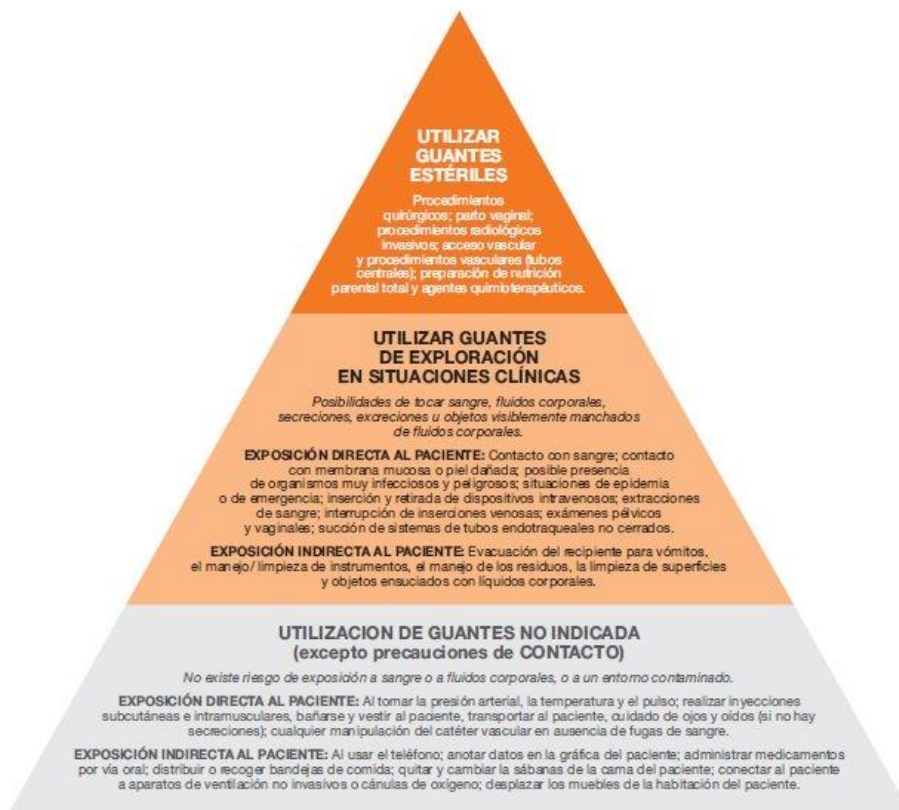 UTILIZAR
GUANTES
ESTÉRILES
Procedimientos
quirúrgicos; parto vaginal;
procedimientos radiológicos
invasivos; acceso vascular
y procedimientos vasculares (tubos
centrales); preparación de nutrición
parental total y agentes quimioterapéuticos.
UTILIZAR GUANTES
DE EXPLORACIÓN
EN SITUACIONES CLÍNICAS
Posibilidades de tocar sangre, fluidos corporales,
secreciones, excreciones u objetos visiblemente manchados
de fluidos corporales.
EXPOSICIÓN DIRECTA AL PACIENTE: Contacto con sangre; contacto
con membrana mucosa o piel dañada; posible presencia
de organismos muy infecciosos y peligrosos; situaciones de epidemia
o de emergencia; inserción y retirada de dispositivos intravenosos; extracciones
de sangre; interrupción de inserciones venosas; exámenes pélvicos
y vaginales; succión de sistemas de tubos endotraqueales no cerrados.
EXPOSICIÓN INDIRECTA AL PACIENTE: Evacuación del recipiente para vómitos,
el manejo/ limpieza de instrumentos, el manejo de los residuos, la limpieza de superficies
y objetos ensuciados con líquidos corporales.
UTILIZACION DE GUANTES NO INDICADA
(excepto precauciones de CONTACTO)
No existe riesgo de exposición a sangre o a fluidos corporales, o a un entorno contaminado.
EXPOSICIÓN DIRECTA AL PACIENTE: Al tomar la presión arterial, la temperatura y el pulso; realizar inyecciones
subcutáneas e intramusculares, bañarse y vestir al paciente, transportar al paciente, cuidado de ojos y oídos (si no hay
secreciones); cualquier manipulación del catéter vascular en ausencia de fugas de sangre.
EXPOSICIÓN INDIRECTA AL PACIENTE: Al usar el teléfono; anotar datos en la gráfica del paciente; administrar medicamentos
por vía oral; distribuir o recoger bandejas de comida; quitar y cambiar la sábanas de la cama del paciente; conectar al paciente
a aparatos de ventilación no invasivos o cánulas de oxígeno; desplazar los muebles de la habitación del paciente.